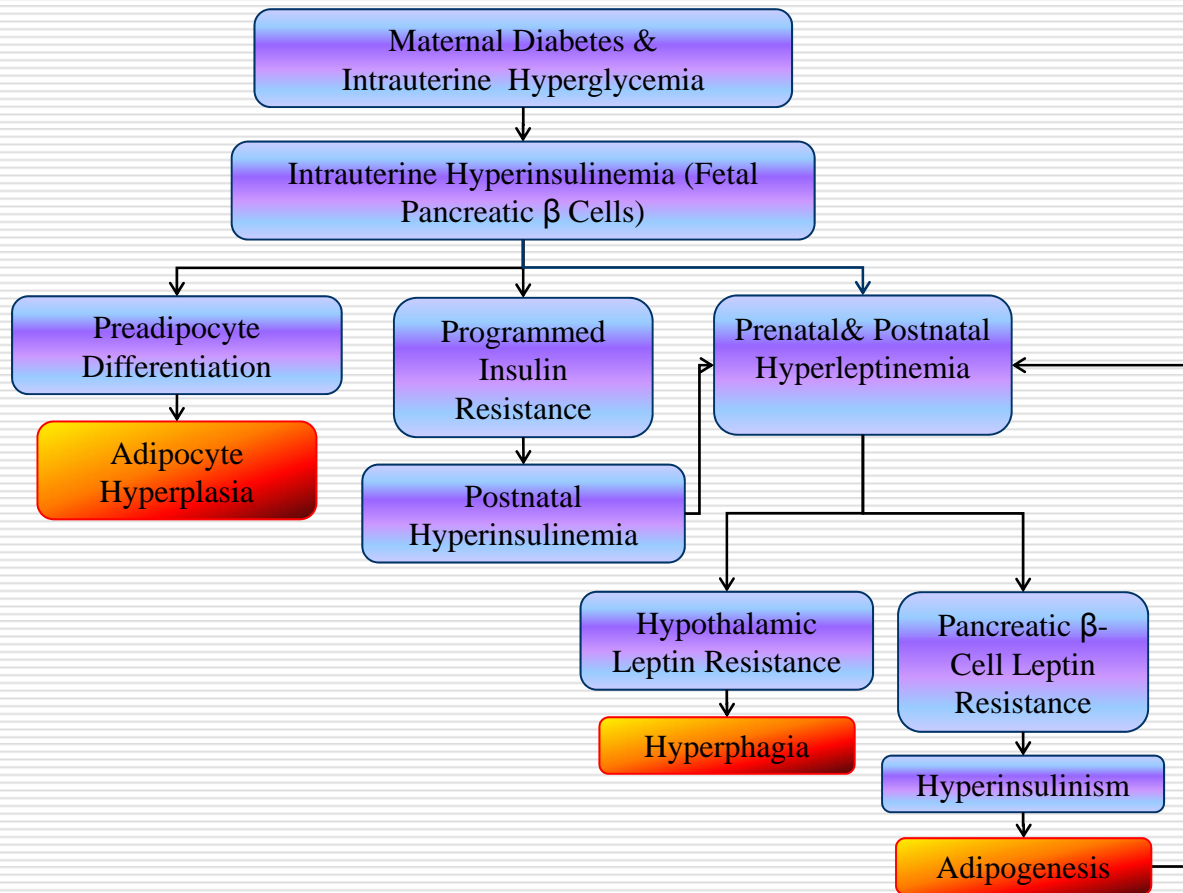 Maternal Diabetes &
Intrauterine Hyperglycemia
Intrauterine Hyperinsulinemia (Fetal
Pancreatic β Cells)
Preadipocyte
Differentiation
Programmed
Insulin
Resistance
Prenatal& Postnatal
Hyperleptinemia
Adipocyte
Hyperplasia
Postnatal
Hyperinsulinemia
Hypothalamic
Leptin Resistance
Pancreatic β-
Cell Leptin
Resistance
Hyperphagia
Hyperinsulinism
Adipogenesis